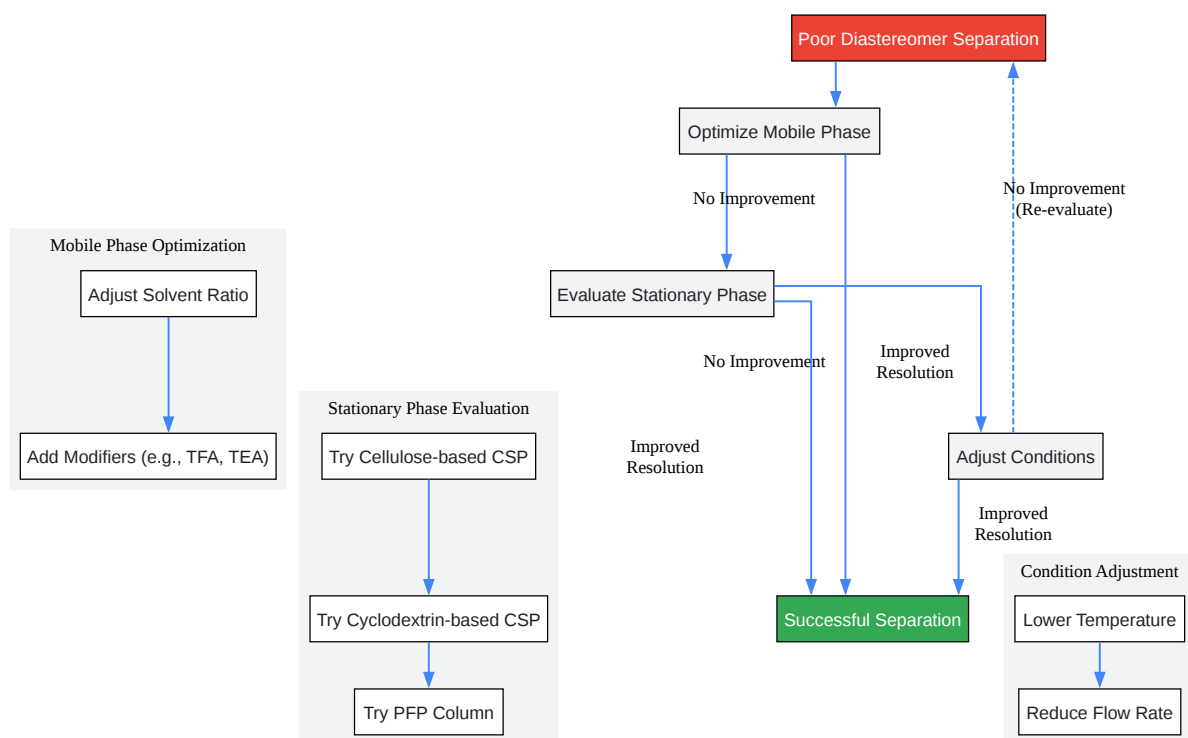 Poor Diastereomer Separation
Optimize Mobile Phase
No Improvement
No Improvement
(Re-evaluate)
Mobile Phase Optimization
Adjust Solvent Ratio
Evaluate Stationary Phase
No Improvement
Improved
Resolution
Stationary Phase Evaluation
Add Modifiers (e.g., TFA, TEA)
Try Cellulose-based CSP
Improved
Resolution
Adjust Conditions
Improved
Resolution
Condition Adjustment
Try Cyclodextrin-based CSP
Successful Separation
Lower Temperature
Try PFP Column
Reduce Flow Rate